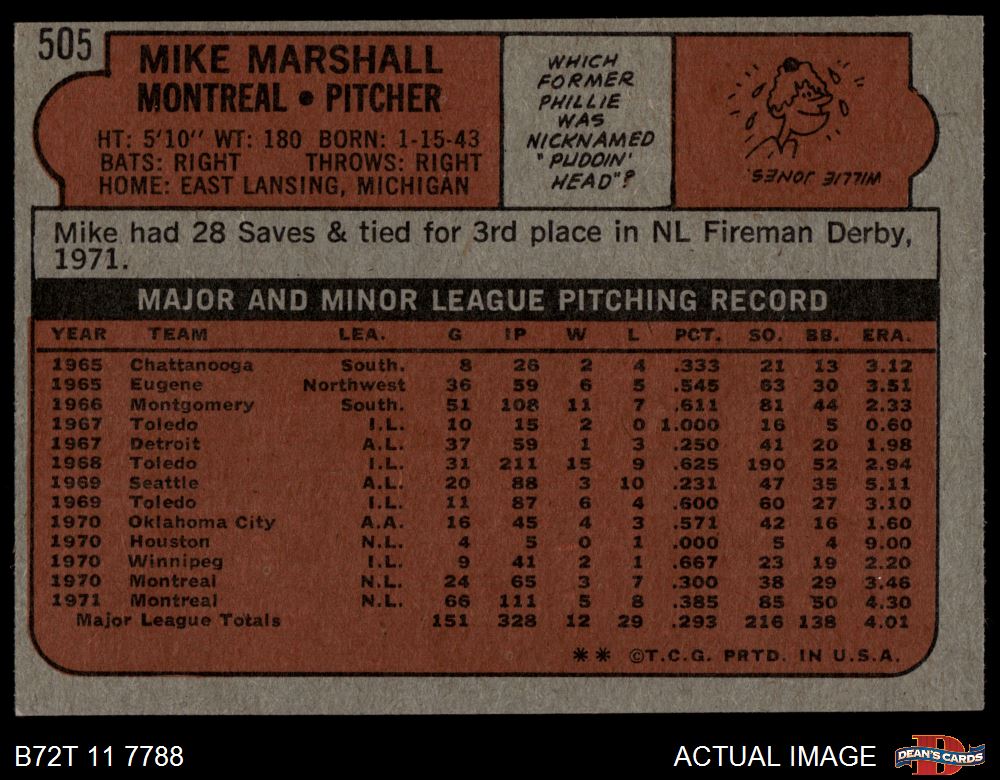 505
MIKE MARSHALL
MONTREAL • PITCHER
HT: 5'10" WT: 180 BORN: 1-15-43
BATS: RIGHT THROWS: RIGHT
HOME: EAST LANSING, MICHIGAN
WHICH
FORMER
PHILLIE
WAS
NICKNAMED
"PUDDIN'
HEAD"?
WILLIE JONES.
Mike had 28 Saves & tied for 3rd place in NL Fireman Derby,
1971.
MAJOR AND MINOR LEAGUE PITCHING RECORD
YEAR TEAM LEA. G IP W L PCT. SO. BB. ERA.
1965 Chattanooga South. 8 26 2 4 .333 21 13 3.12
1965 Eugene Northwest 36 59 6 5 .545 63 30 3.51
1966 Montgomery South. 51 108 11 7 .611 81 44 2.33
1967 Toledo I.L. 10 15 2 0 1.000 16 5 0.60
1967 Detroit A.L. 37 59 1 3 .250 41 20 1.98
1968 Toledo I.L. 31 211 15 9 .625 190 52 2.94
1969 Seattle A.L. 20 88 3 10 .231 47 35 5.11
1969 Toledo I.L. 11 87 6 4 .600 60 27 3.10
1970 Oklahoma City A.A. 16 45 4 3 .571 42 16 1.60
1970 Houston N.L. 4 5 0 1 .000 5 4 9.00
1970 Winnipeg I.L. 9 41 2 1 .667 23 19 2.20
1970 Montreal N.L. 24 65 3 7 .300 38 29 3.46
1971 Montreal N.L. 66 111 5 8 .385 85 50 4.30
Major League Totals 151 328 12 29 .293 216 138 4.01
** ©T.C.G. PRTD. IN U.S.A.
B72T 11 7788
ACTUAL IMAGE
D
DEAN'S CARDS